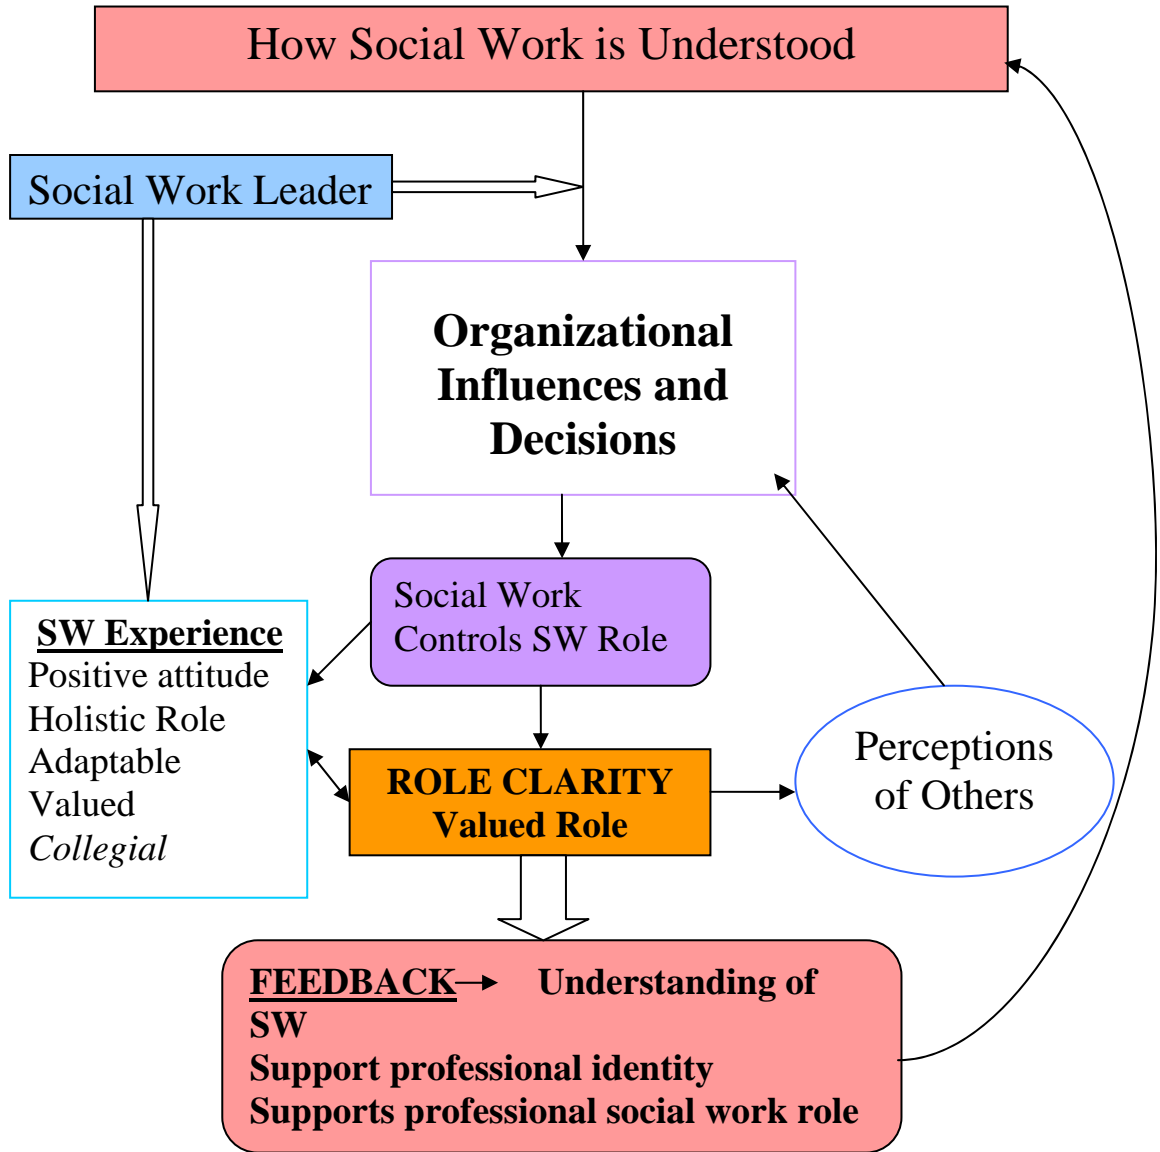 How Social Work is Understood
Social Work Leader
Organizational
Influences and
Decisions
Social Work
Controls SW Role
SW Experience
Positive attitude
Holistic Role
Adaptable
Valued
Collegial
ROLE CLARITY
Valued Role
Perceptions
of Others
FEEDBACK→ Understanding of
SW
Support professional identity
Supports professional social work role